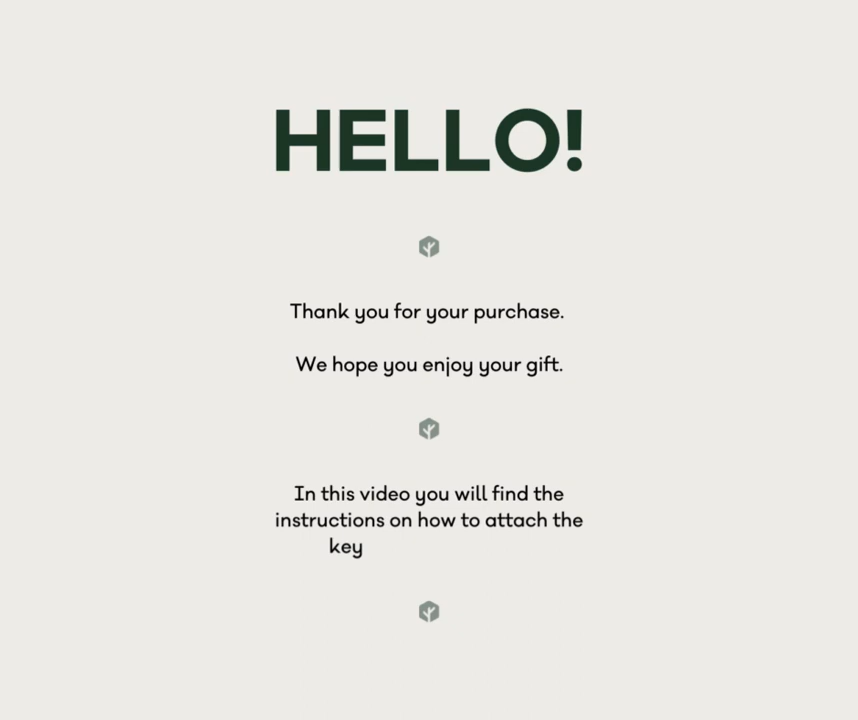 HELLO!
Thank you for your purchase.
We hope you enjoy your gift.
In this video you will find the
instructions on how to attach the
key